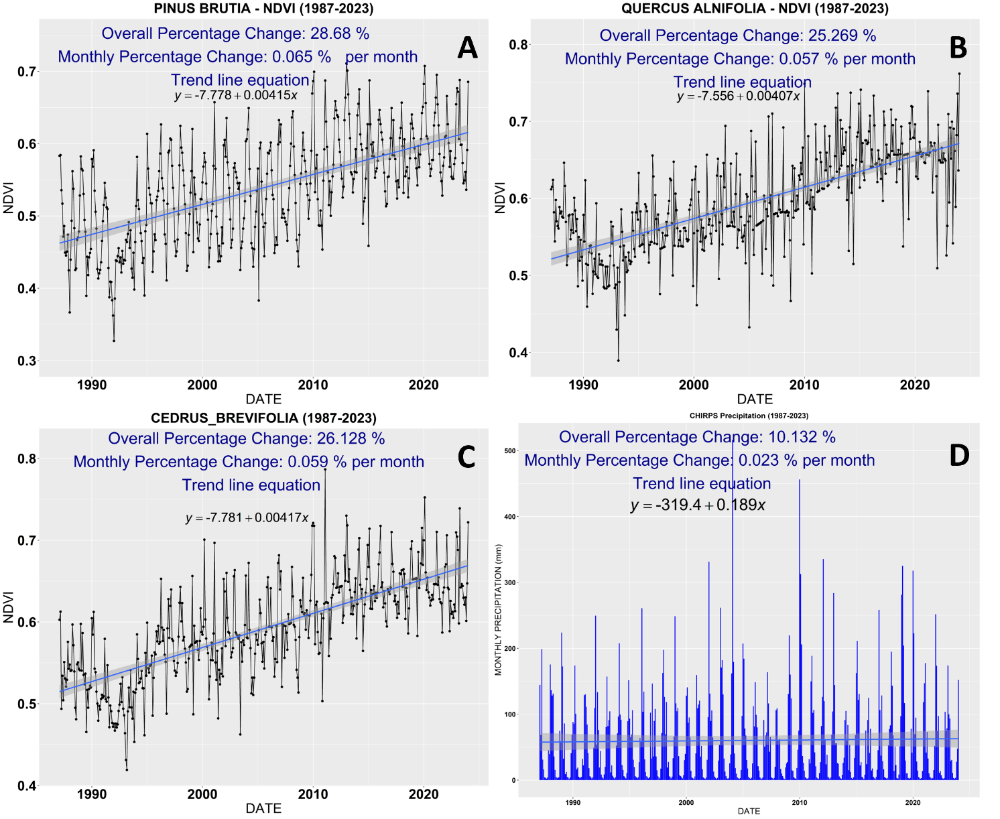 PINUS BRUTIA - NDVI (1987-2023)
Overall Percentage Change: 28.68 %
Monthly Percentage Change: 0.065 % per month
Trend line equation
y = -7.778 + 0.00415x
A
NDVI
0.7
0.6
0.5
0.4
0.3
1990
2000
2010
2020
DATE
QUERCUS ALNIFOLIA - NDVI (1987-2023)
Overall Percentage Change: 25.269 %
Monthly Percentage Change: 0.057 % per month
Trend line equation
y = -7.556 + 0.00407x
B
NDVI
0.8
0.7
0.6
0.5
0.4
1990
2000
2010
2020
DATE
CEDRUS_BREVIFOLIA (1987-2023)
Overall Percentage Change: 26.128 %
Monthly Percentage Change: 0.059 % per month
Trend line equation
y = -7.781 + 0.00417x
C
NDVI
0.8
0.7
0.6
0.5
0.4
1990
2000
2010
2020
DATE
CHIRPS Precipitation (1987-2023)
Overall Percentage Change: 10.132 %
Monthly Percentage Change: 0.023 % per month
Trend line equation
y = -319.4 + 0.189x
D
MONTHLY PRECIPITATION (mm)
500
400
300
200
100
0
1990
2000
2010
2020
DATE